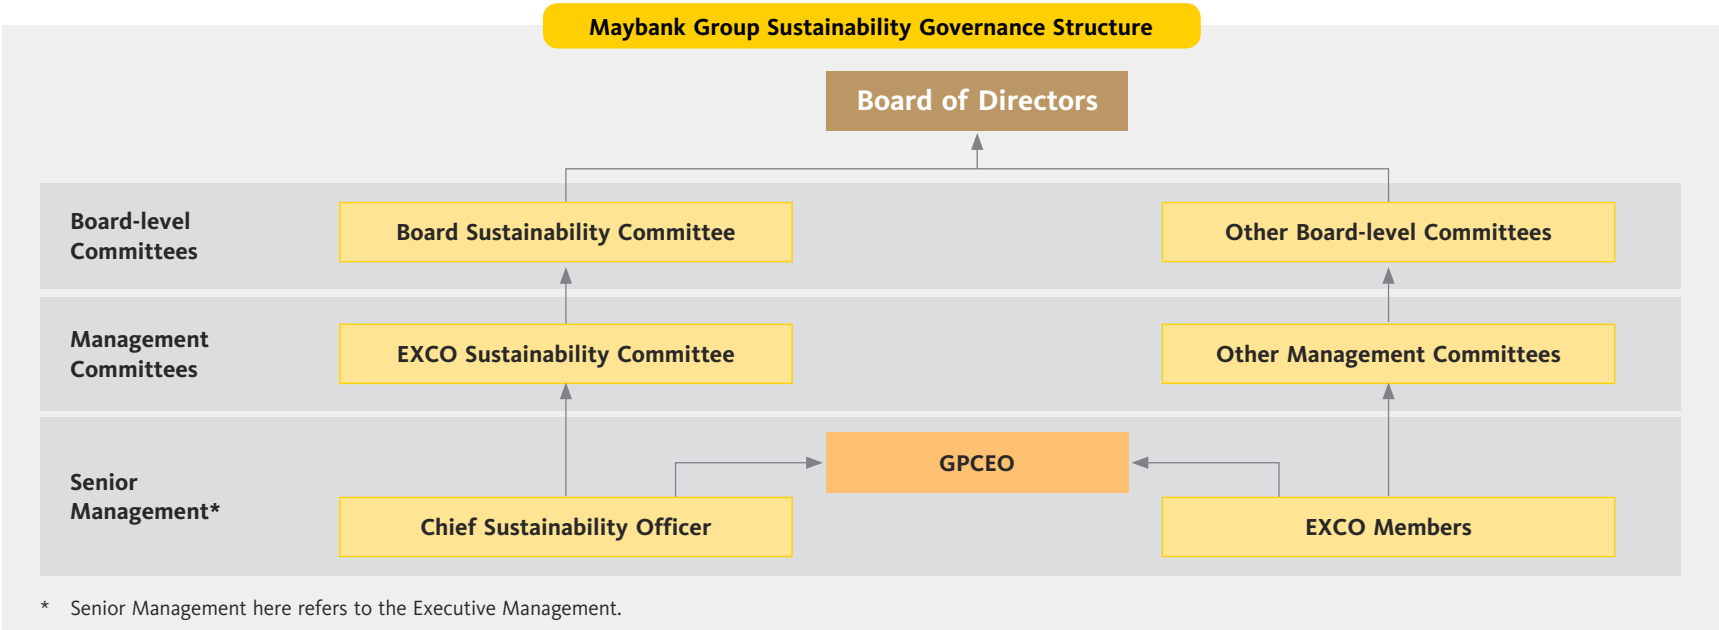 Maybank Group Sustainability Governance Structure
Board of Directors
Board-level
Committees
Board Sustainability Committee
Other Board-level Committees
Management
Committees
EXCO Sustainability Committee
Other Management Committees
Senior
Management*
GPCEO
Chief Sustainability Officer
EXCO Members
* Senior Management here refers to the Executive Management.